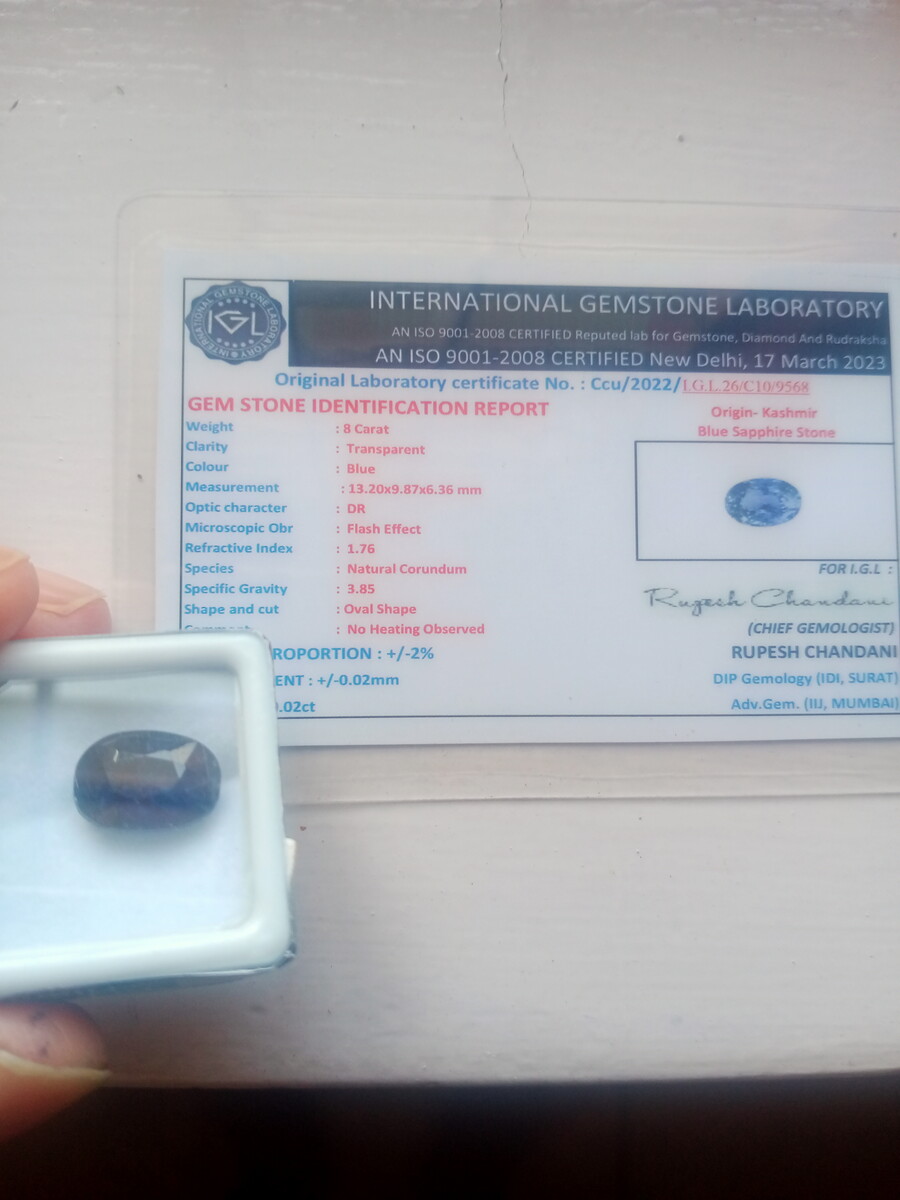 INTERNATIONAL GEMSTONE LABORATORY
IGL
INTERNATIONAL GEMSTONE LABORATORY
AN ISO 9001-2008 CERTIFIED Reputed lab for Gemstone, Diamond And Rudraksha
AN ISO 9001-2008 CERTIFIED New Delhi, 17 March 2023
Original Laboratory certificate No. : Ccu/2022/I.G.L.26/C10/9568
GEM STONE IDENTIFICATION REPORT
Weight : 8 Carat
Clarity : Transparent
Colour : Blue
Measurement : 13.20x9.87x6.36 mm
Optic character : DR
Microscopic Obr : Flash Effect
Refractive Index : 1.76
Species : Natural Corundum
Specific Gravity : 3.85
Shape and cut : Oval Shape
: No Heating Observed
ROPORTION : +/-2%
ENT : +/-0.02mm
0.02ct
Origin- Kashmir
Blue Sapphire Stone
FOR I.G.L :
Rupesh Chandani
(CHIEF GEMOLOGIST)
RUPESH CHANDANI
DIP Gemology (IDI, SURAT)
Adv.Gem. (IIJ, MUMBAI)